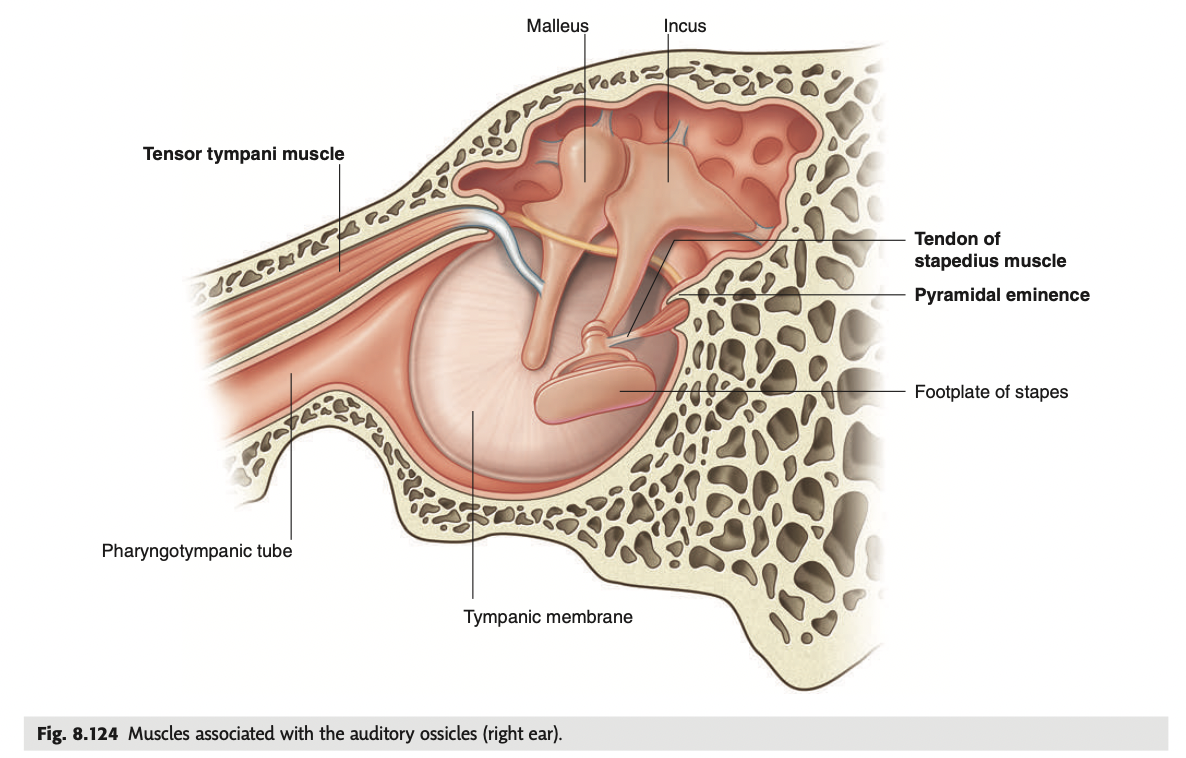 Malleus
Incus
Tensor tympani muscle
Tendon of
stapedius muscle
Pyramidal eminence
Footplate of stapes
Pharyngotympanic tube
Tympanic membrane
Fig. 8.124 Muscles associated with the auditory ossicles (right ear).